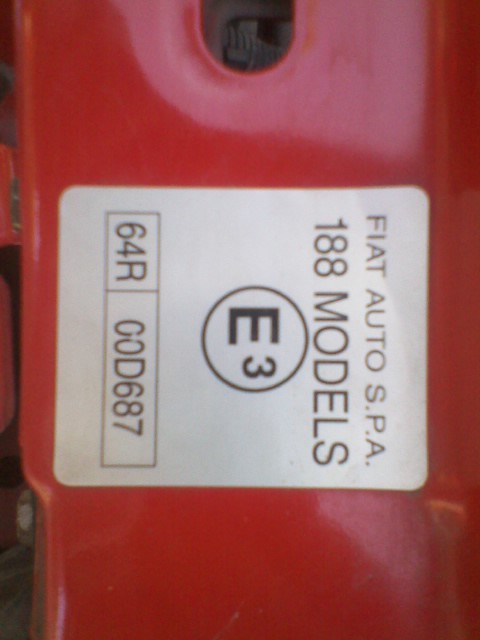 FIAT AUTO S.P.A.
188 MODELS
E3
64R 00D687